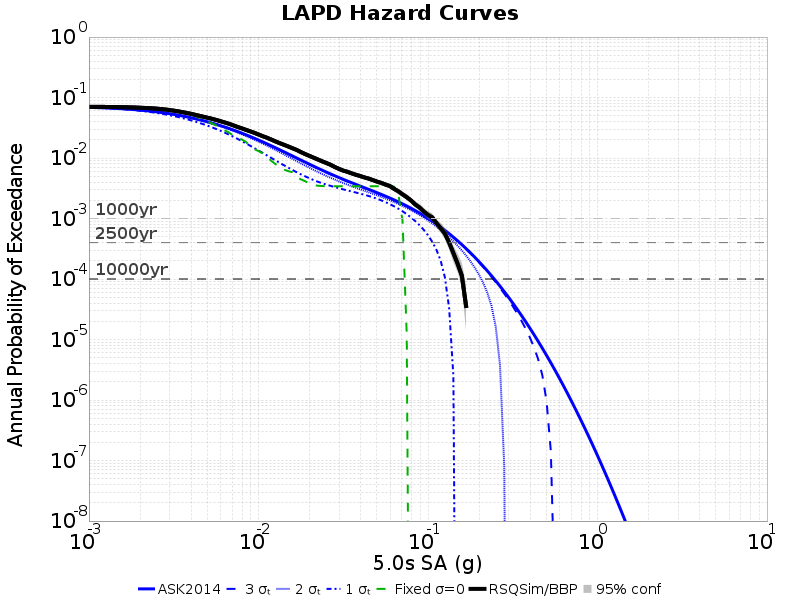 LAPD Hazard Curves
Annual Probability of Exceedance
10^0
10^-1
10^-2
10^-3
10^-4
10^-5
10^-6
10^-7
10^-8
1000yr
2500yr
10000yr
10^-3 10^-2 10^-1 10^0 10^1
5.0s SA (g)
ASK2014 3 σₜ 2 σₜ 1 σₜ Fixed σ=0 RSQSim/BBP 95% conf